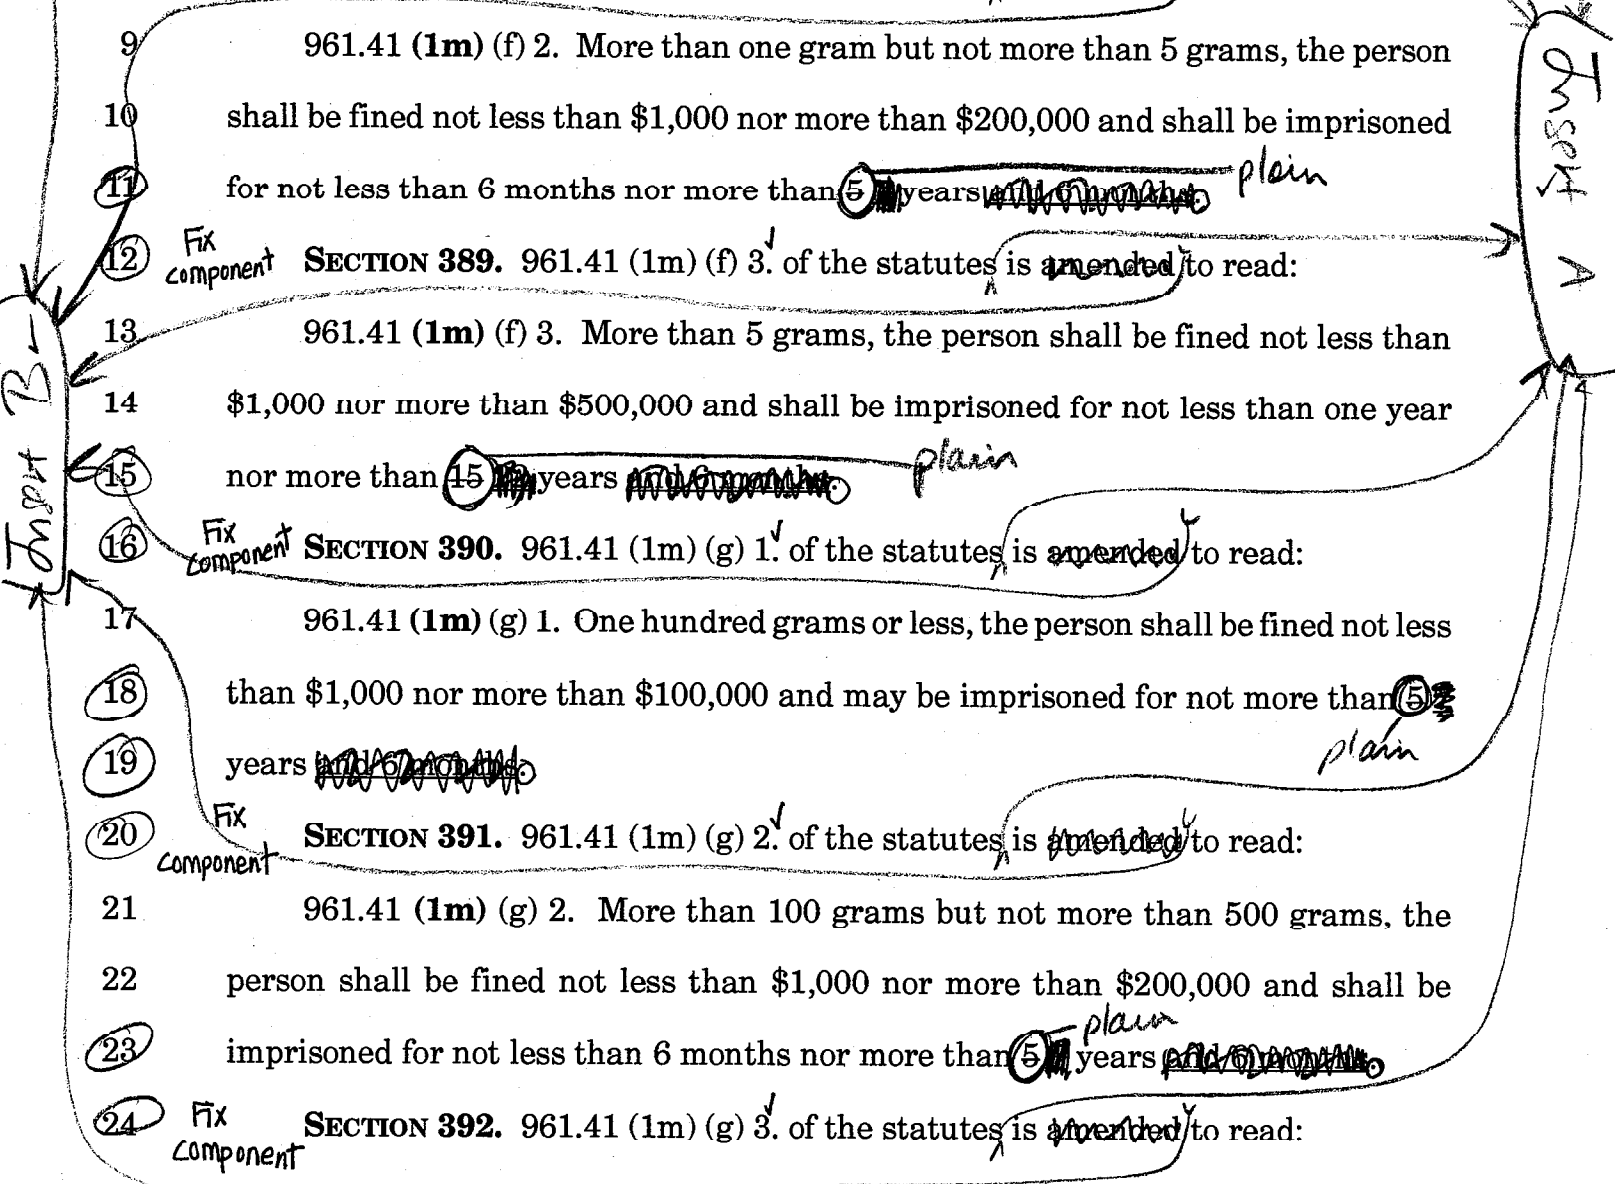 9 961.41 (1m) (f) 2. More than one gram but not more than 5 grams, the person
10 shall be fined not less than $1,000 nor more than $200,000 and shall be imprisoned
11 for not less than 6 months nor more than 5 years and 6 months. plain
12 Fix component SECTION 389. 961.41 (1m) (f) 3. of the statutes is amended to read:
13 961.41 (1m) (f) 3. More than 5 grams, the person shall be fined not less than
14 $1,000 nor more than $500,000 and shall be imprisoned for not less than one year
15 nor more than 15 years and 6 months. plain
16 Fix component SECTION 390. 961.41 (1m) (g) 1. of the statutes is amended to read:
17 961.41 (1m) (g) 1. One hundred grams or less, the person shall be fined not less
18 than $1,000 nor more than $100,000 and may be imprisoned for not more than 5
plain
19 years and 6 months.
20 Fix component SECTION 391. 961.41 (1m) (g) 2. of the statutes is amended to read:
21 961.41 (1m) (g) 2. More than 100 grams but not more than 500 grams, the
22 person shall be fined not less than $1,000 nor more than $200,000 and shall be
plain
23 imprisoned for not less than 6 months nor more than 5 years and 6 months.
24 Fix component SECTION 392. 961.41 (1m) (g) 3. of the statutes is amended to read:
Insert A
Insert B